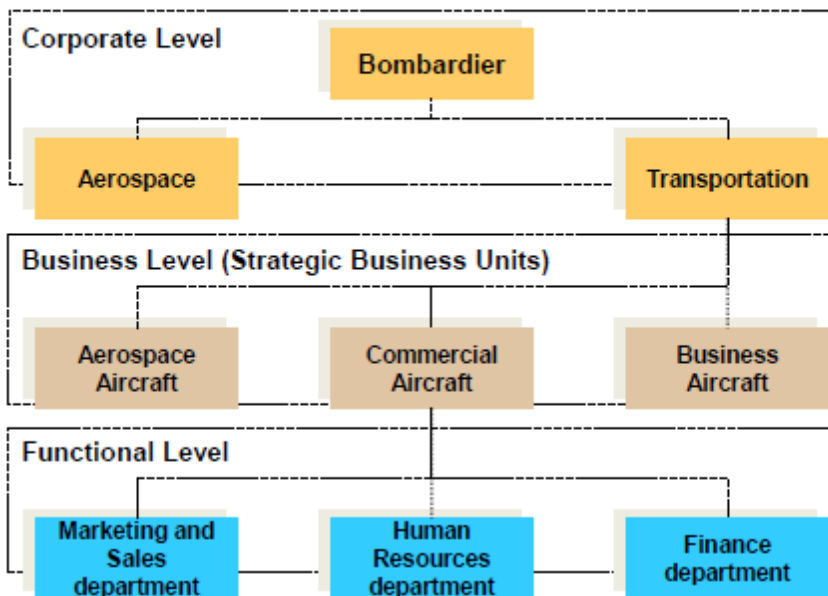 Corporate Level
Bombardier
Aerospace
Transportation
Business Level (Strategic Business Units)
Aerospace
Aircraft
Commercial
Aircraft
Business
Aircraft
Functional Level
Marketing and
Sales
department
Human
Resources
department
Finance
department